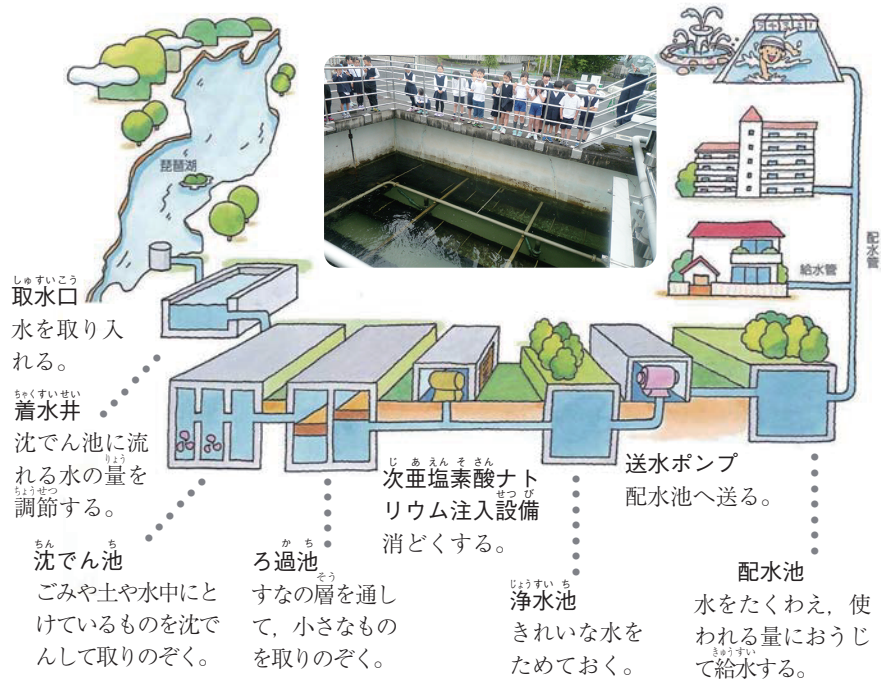 琵琶湖
配水管
給水管
取水口
水を取り入
れる。
着水井
沈でん池に流
れる水の量を
調節する。
沈でん池
ごみや土や水中にと
けているものを沈で
んして取りのぞく。
ろ過池
すなの層を通し
て，小さなもの
を取りのぞく。
次亜塩素酸ナト
リウム注入設備
消どくする。
浄水池
きれいな水を
ためておく。
送水ポンプ
配水池へ送る。
配水池
水をたくわえ，使
われる量におうじ
て給水する。